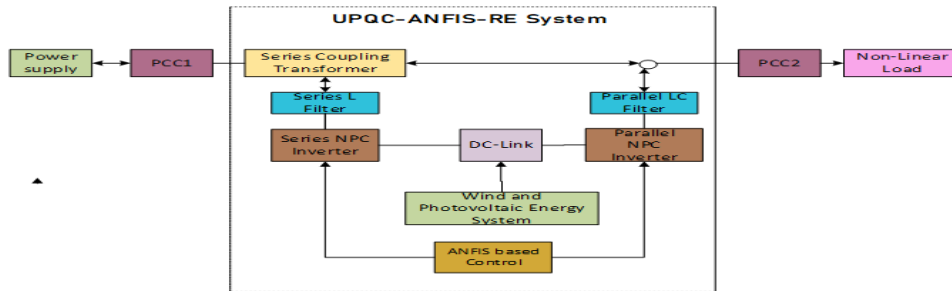 UPQC-ANFIS-RE System
Power
supply
PCC1
Series Coupling
Transformer
PCC2
Non-Linear
Load
Series L
Filter
Parallel LC
Filter
Series NPC
Inverter
DC-Link
Parallel
NPC
Inverter
Wind and
Photovoltaic Energy
System
ANFIS based
Control